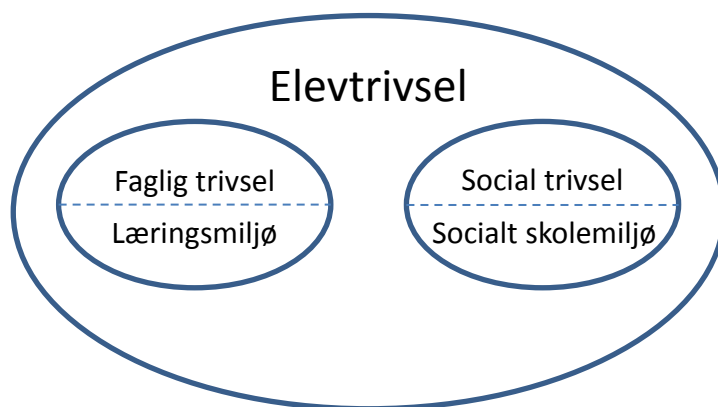 Elevtrivsel
Faglig trivsel
Læringsmiljø
Social trivsel
Socialt skolemiljø